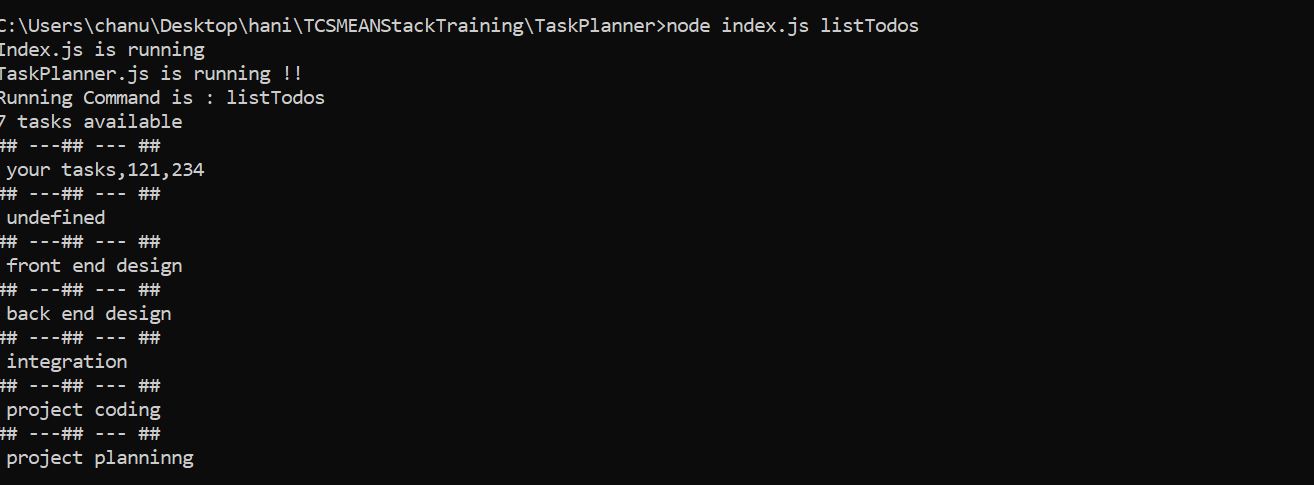 C:\Users\chanu\Desktop\hani\TCSMEANStackTraining\TaskPlanner>node index.js listTodos
Index.js is running
TaskPlanner.js is running !!
Running Command is : listTodos
7 tasks available
## ---## --- ##
your tasks,121,234
## ---## --- ##
undefined
## ---## --- ##
front end design
## ---## --- ##
back end design
## ---## --- ##
integration
## ---## --- ##
project coding
## ---## --- ##
project planninng